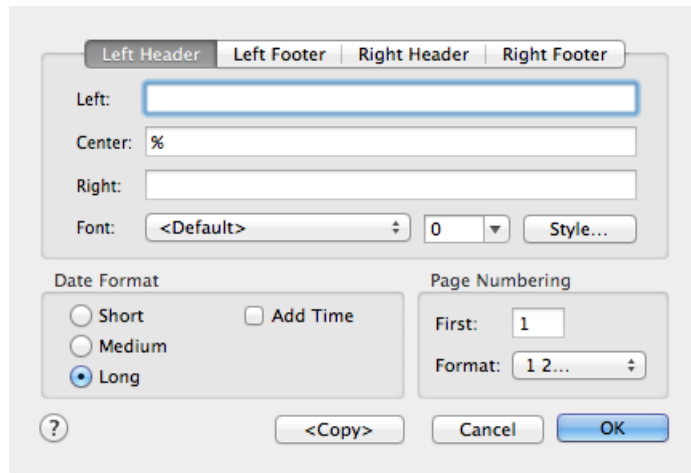 Left Header Left Footer Right Header Right Footer
Left:
Center: %
Right:
Font: <Default> 0 Style...
Date Format Page Numbering
Short Add Time First: 1
Medium
Long Format: 1 2...
? <Copy> Cancel OK